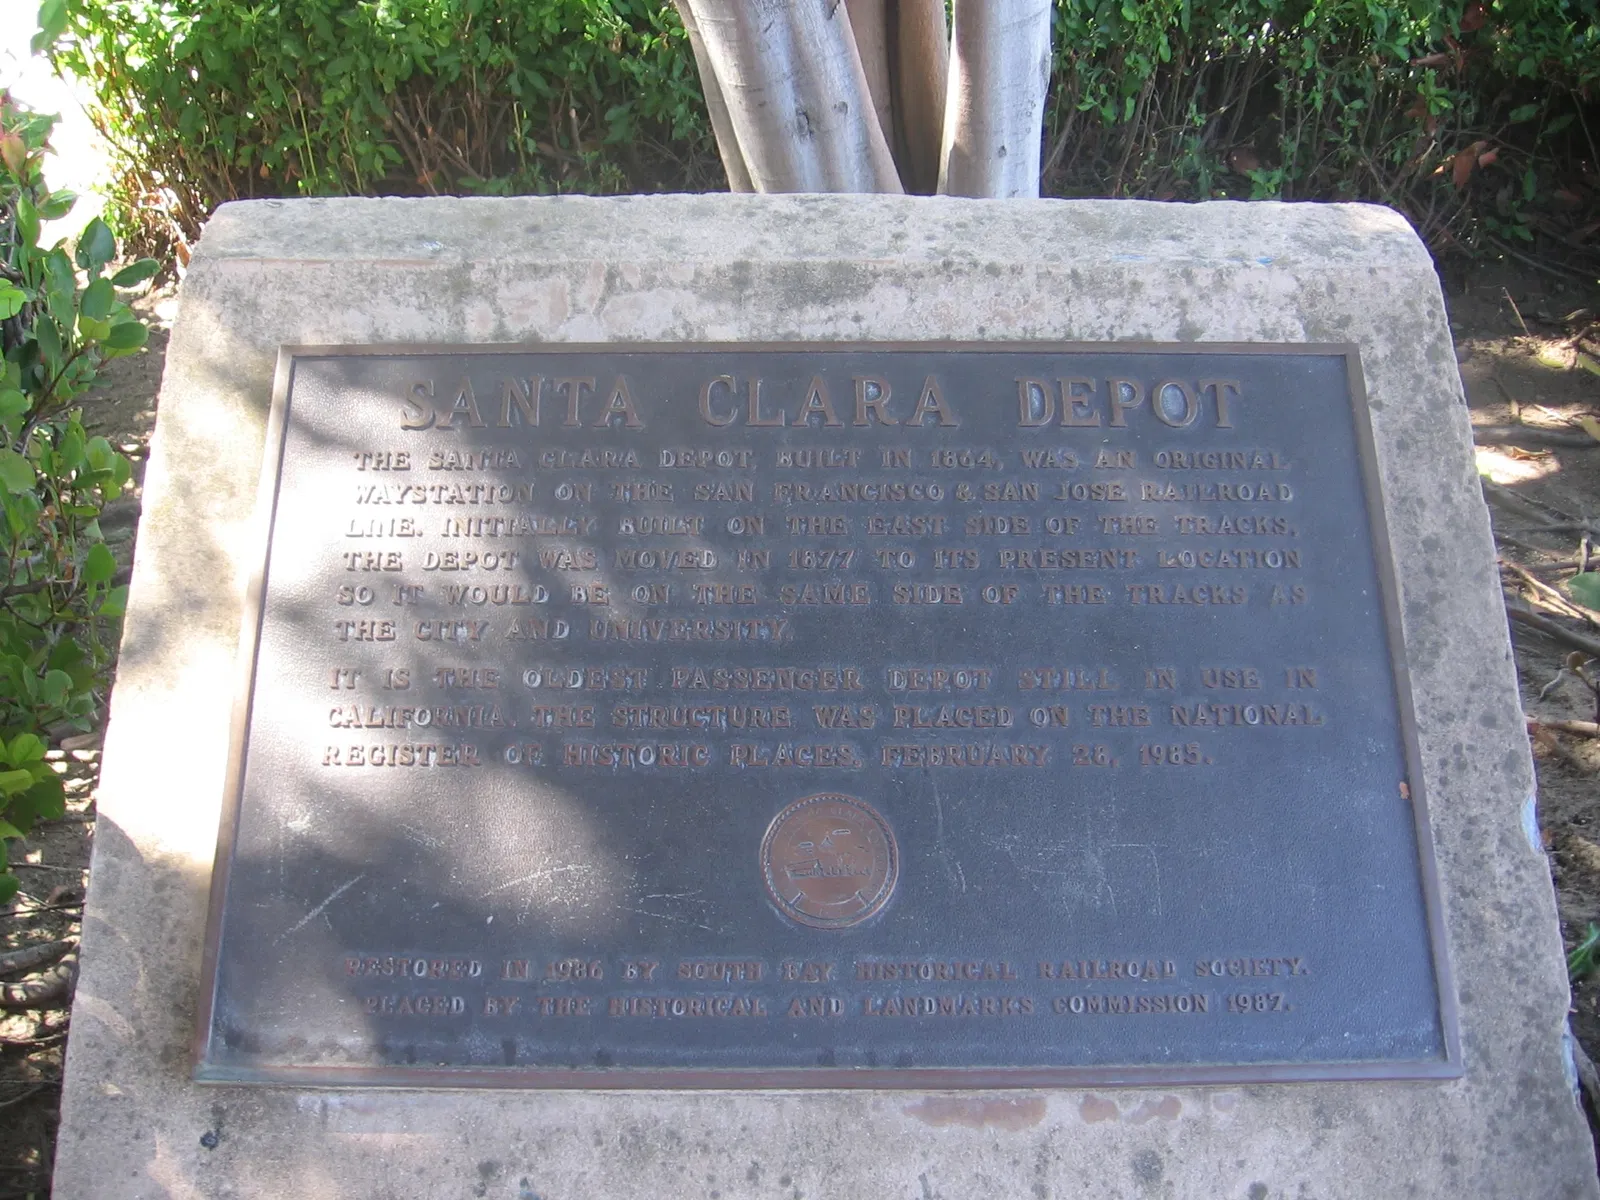 SANTA CLARA DEPOT
THE SANTA CLARA DEPOT, BUILT IN 1864, WAS AN ORIGINAL
WAYSTATION ON THE SAN FRANCISCO & SAN JOSE RAILROAD
LINE. INITIALLY BUILT ON THE EAST SIDE OF THE TRACKS,
THE DEPOT WAS MOVED IN 1877 TO ITS PRESENT LOCATION
SO IT WOULD BE ON THE SAME SIDE OF THE TRACKS AS
THE CITY AND UNIVERSITY.
IT IS THE OLDEST PASSENGER DEPOT STILL IN USE IN
CALIFORNIA. THE STRUCTURE WAS PLACED ON THE NATIONAL
REGISTER OF HISTORIC PLACES, FEBRUARY 28, 1985.
RESTORED IN 1986 BY SOUTH BAY HISTORICAL RAILROAD SOCIETY.
PLACED BY THE HISTORICAL AND LANDMARKS COMMISSION 1987.